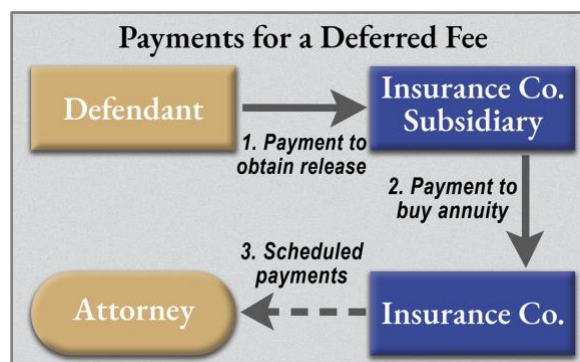 Payments for a Deferred Fee
Defendant
Insurance Co.
Subsidiary
1. Payment to
obtain release
2. Payment to
buy annuity
3. Scheduled
payments
Attorney
Insurance Co.